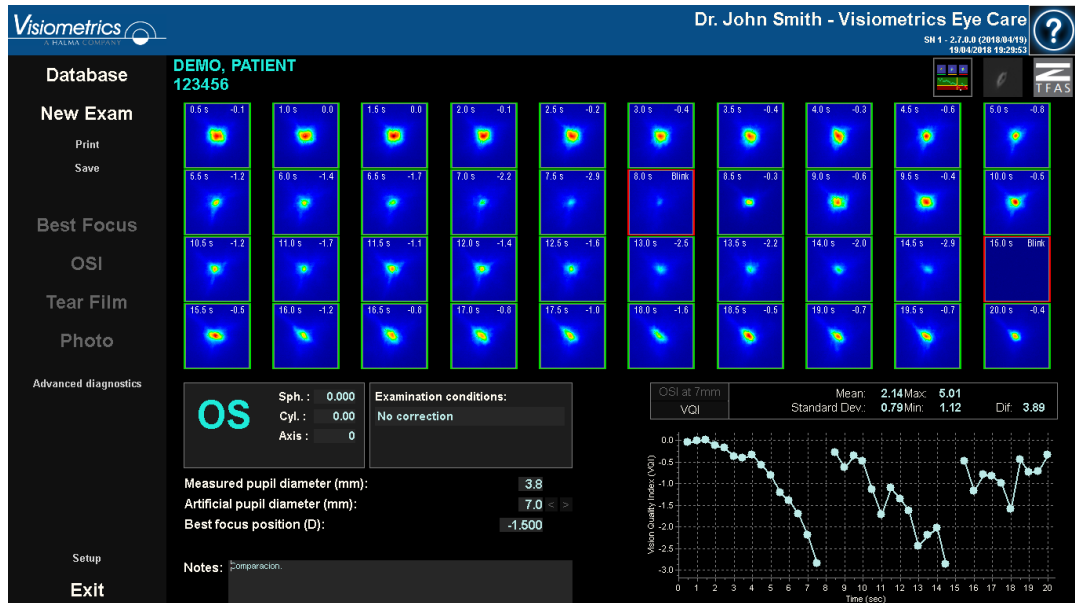 Visiometrics
A HALMA COMPANY
Dr. John Smith - Visiometrics Eye Care
SN 1 - 2.7.0.0 (2018/04/19)
19/04/2018 19:29:53
?
Database
New Exam
Print
Save
Best Focus
OSI
Tear Film
Photo
Advanced diagnostics
Setup
Exit
DEMO, PATIENT
123456
TFAS
0.5 s -0.1 1.0 s 0.0 1.5 s 0.0 2.0 s -0.1 2.5 s -0.2 3.0 s -0.4 3.5 s -0.4 4.0 s -0.3 4.5 s -0.6 5.0 s -0.8
5.5 s -1.2 6.0 s -1.4 6.5 s -1.7 7.0 s -2.2 7.5 s -2.9 8.0 s Blink 8.5 s -0.3 9.0 s -0.6 9.5 s -0.4 10.0 s -0.5
10.5 s -1.2 11.0 s -1.7 11.5 s -1.1 12.0 s -1.4 12.5 s -1.6 13.0 s -2.5 13.5 s -2.2 14.0 s -2.0 14.5 s -2.9 15.0 s Blink
15.5 s -0.5 16.0 s -1.2 16.5 s -0.8 17.0 s -0.8 17.5 s -1.0 18.0 s -1.6 18.5 s -0.5 19.0 s -0.7 19.5 s -0.7 20.0 s -0.4
OS
Sph. : 0.000
Cyl. : 0.00
Axis : 0
Examination conditions:
No correction
Measured pupil diameter (mm): 3.8
Artificial pupil diameter (mm): 7.0 < >
Best focus position (D): -1.500
Notes: Comparacion.
OSI at 7mm
VQI
Mean: 2.14 Max: 5.01
Standard Dev.: 0.79 Min: 1.12 Dif: 3.89
Vision Quality Index (VQI)
0.0
-0.5
-1.0
-1.5
-2.0
-2.5
-3.0
0 1 2 3 4 5 6 7 8 9 10 11 12 13 14 15 16 17 18 19 20
Time (sec)